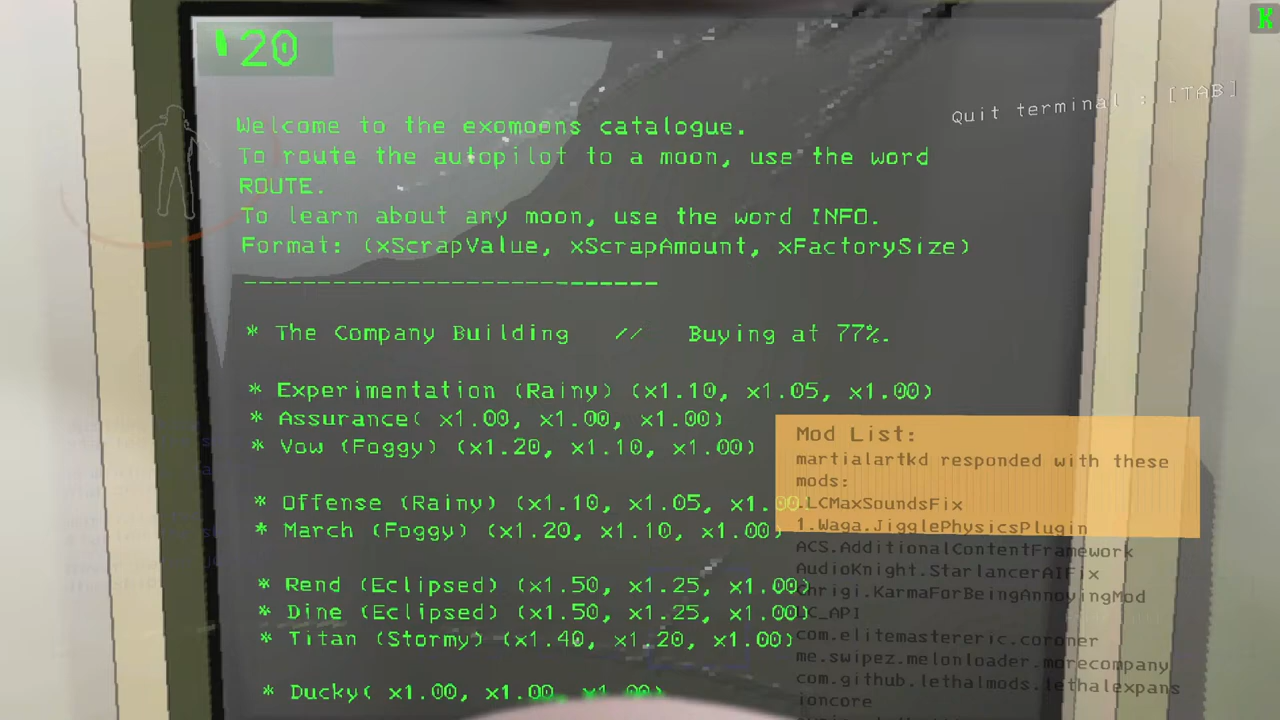 ▮20
K
Quit terminal : [TAB]
Welcome to the exomoons catalogue.
To route the autopilot to a moon, use the word
ROUTE.
To learn about any moon, use the word INFO.
Format: (xScrapValue, xScrapAmount, xFactorySize)
---------------------------
* The Company Building // Buying at 77%.
* Experimentation (Rainy) (x1.10, x1.05, x1.00)
* Assurance( x1.00, x1.00, x1.00)
* Vow (Foggy) (x1.20, x1.10, x1.00)
* Offense (Rainy) (x1.10, x1.05, x1.00)
* March (Foggy) (x1.20, x1.10, x1.00)
* Rend (Eclipsed) (x1.50, x1.25, x1.00)
* Dine (Eclipsed) (x1.50, x1.25, x1.00)
* Titan (Stormy) (x1.40, x1.20, x1.00)
* Ducky( x1.00, x1.00, x1.00)
Mod List:
martialartkd responded with these
mods:
.LCMaxSoundsFix
1.Waga.JigglePhysicsPlugin
ACS.AdditionalContentFramework
AudioKnight.StarlancerAIFix
Chrigi.KarmaForBeingAnnoyingMod
LC_API
com.elitemastereric.coroner
me.swipez.melonloader.morecompany
com.github.lethalmods.lethalexpans
ioncore